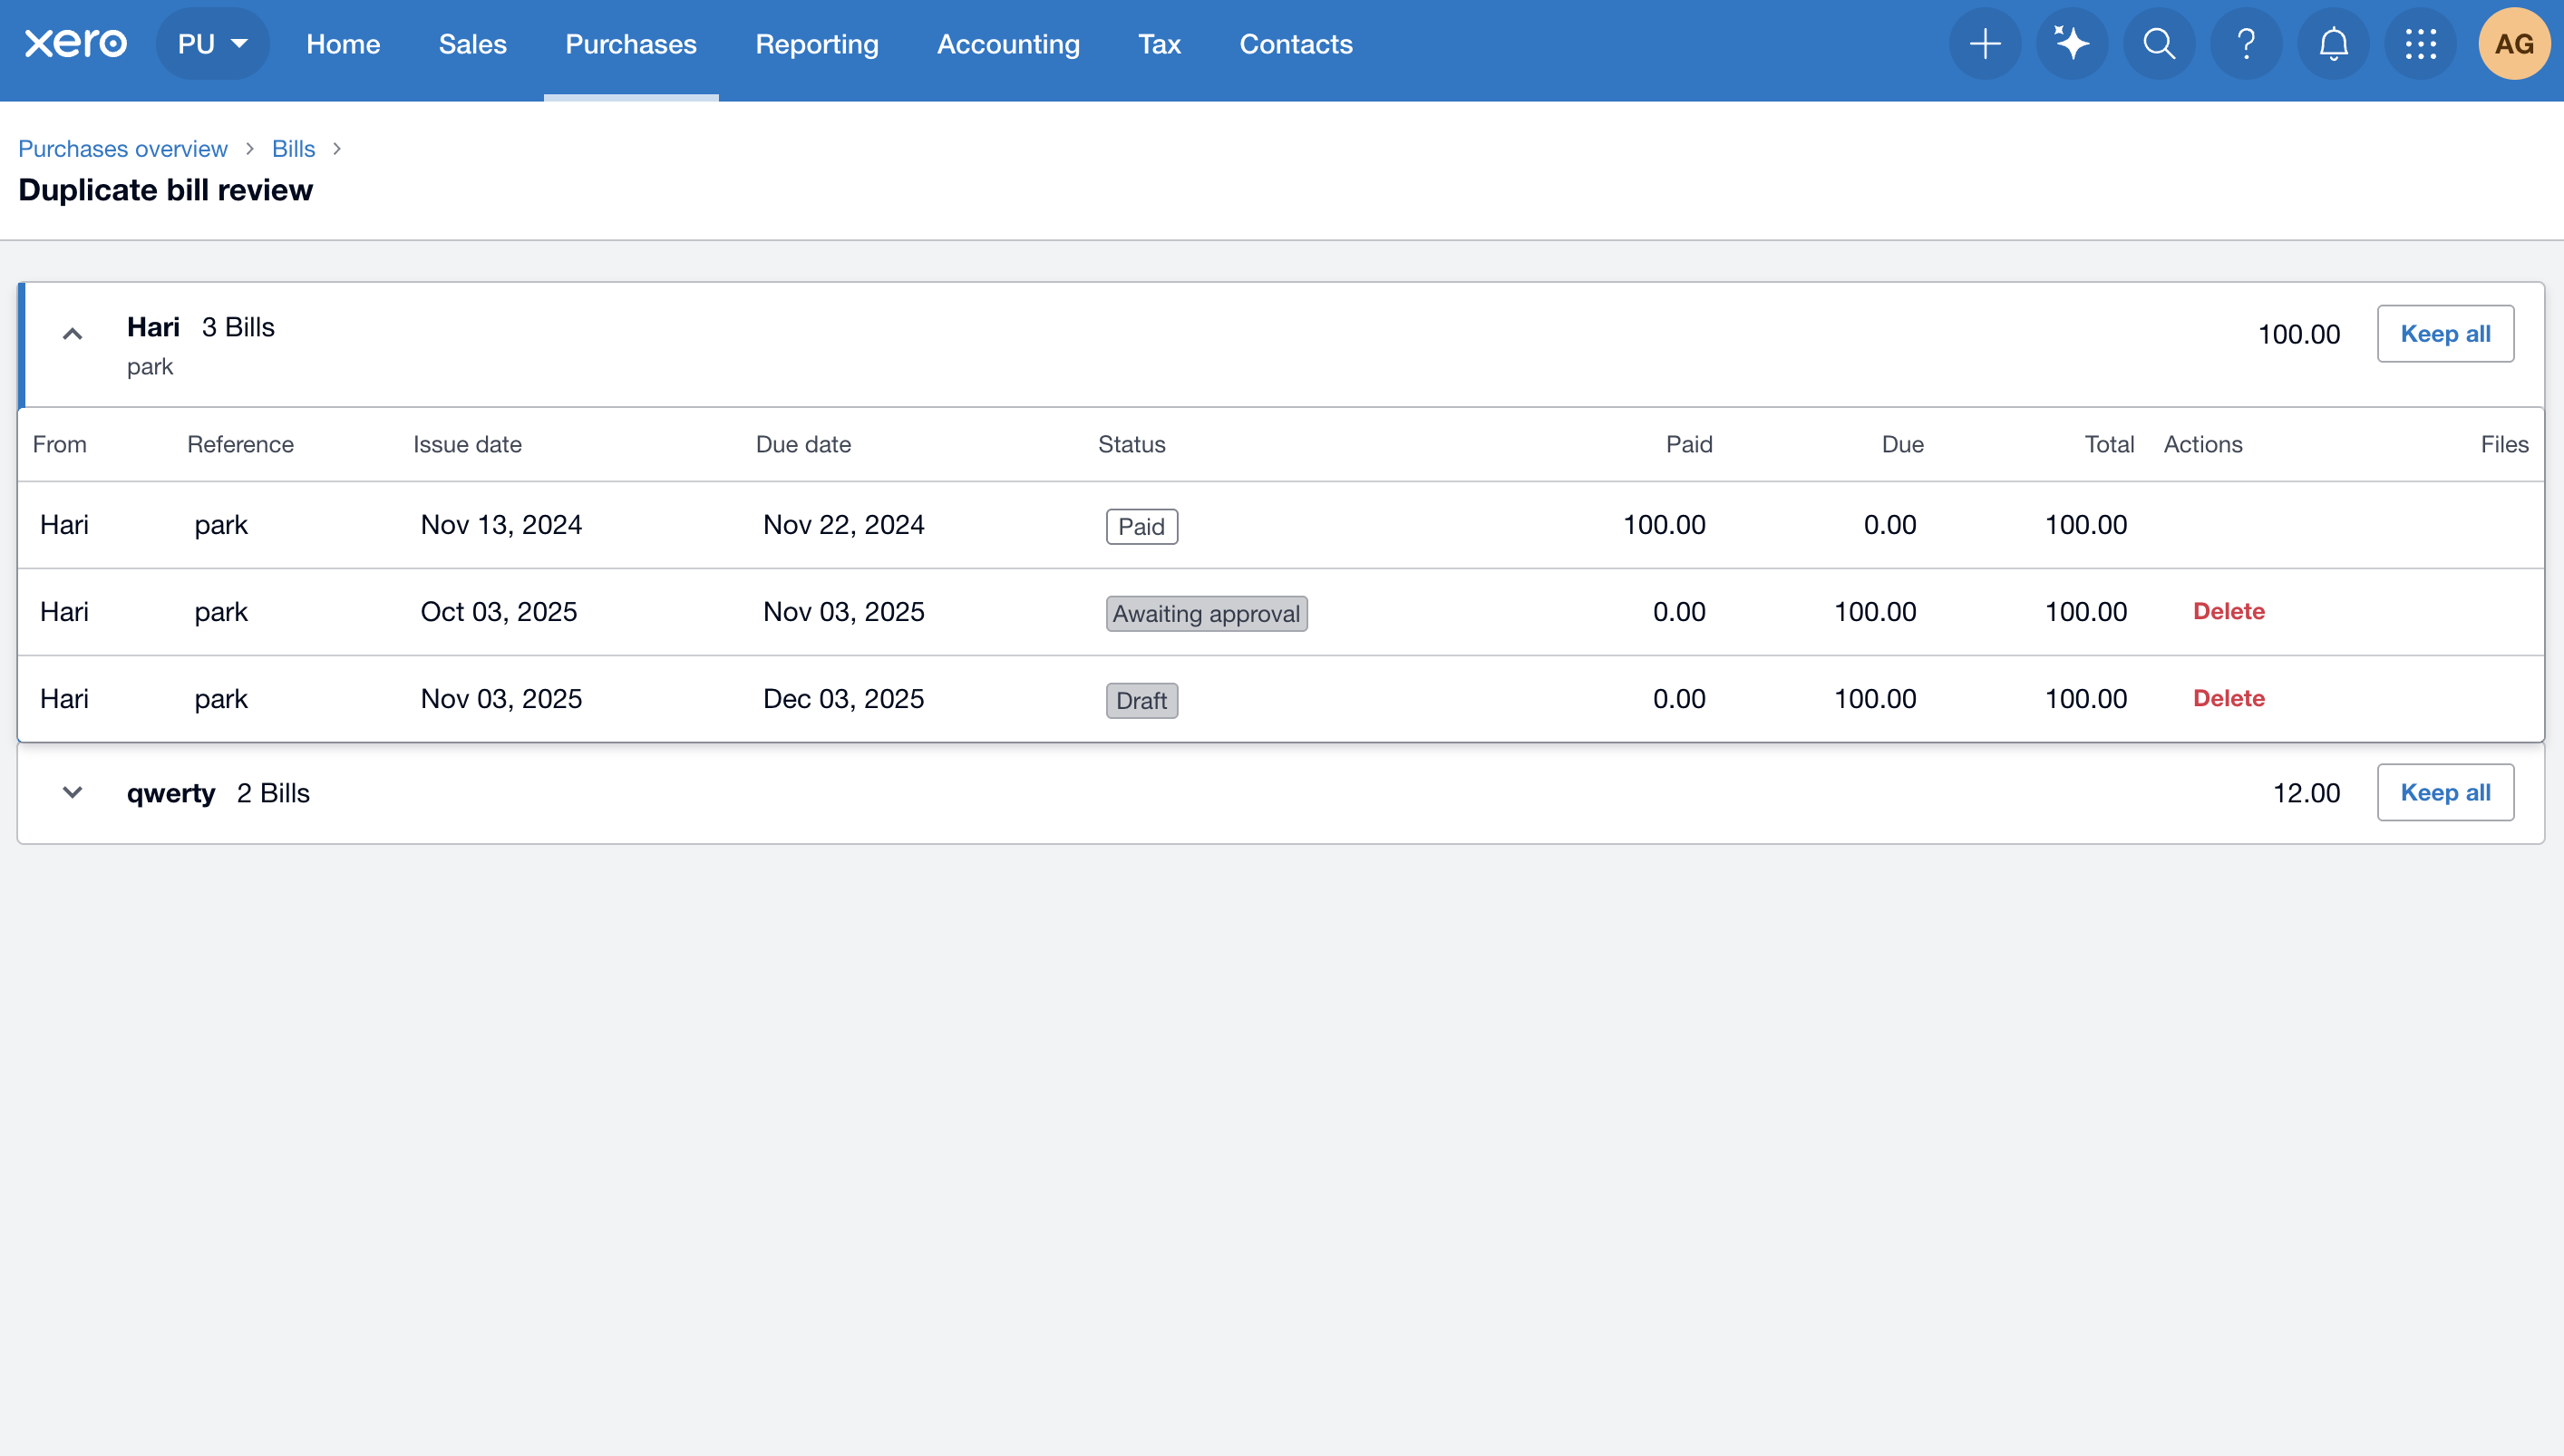 xero PU Home Sales Purchases Reporting Accounting Tax Contacts ? AG
Purchases overview > Bills >
Duplicate bill review
Hari 3 Bills 100.00 Keep all
park
From Reference Issue date Due date Status Paid Due Total Actions Files
Hari park Nov 13, 2024 Nov 22, 2024 Paid 100.00 0.00 100.00
Hari park Oct 03, 2025 Nov 03, 2025 Awaiting approval 0.00 100.00 100.00 Delete
Hari park Nov 03, 2025 Dec 03, 2025 Draft 0.00 100.00 100.00 Delete
qwerty 2 Bills 12.00 Keep all